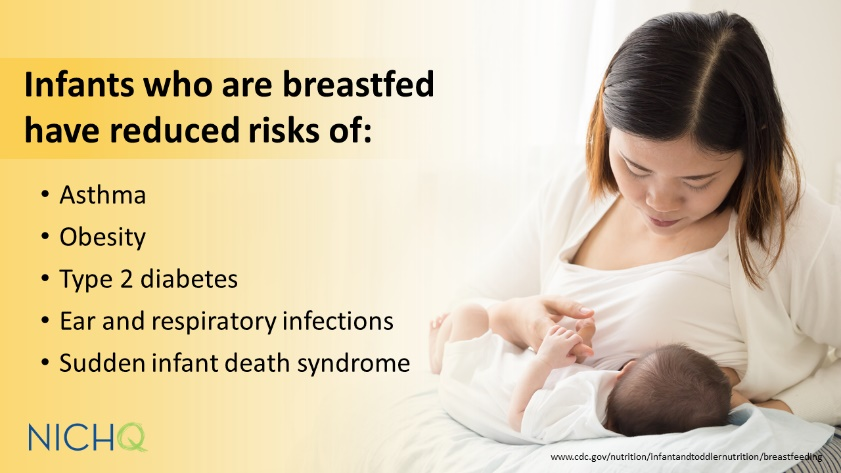 Infants who are breastfed
have reduced risks of:
• Asthma
• Obesity
• Type 2 diabetes
• Ear and respiratory infections
• Sudden infant death syndrome
NICHQ
www.cdc.gov/nutrition/infantandtoddlernutrition/breastfeeding